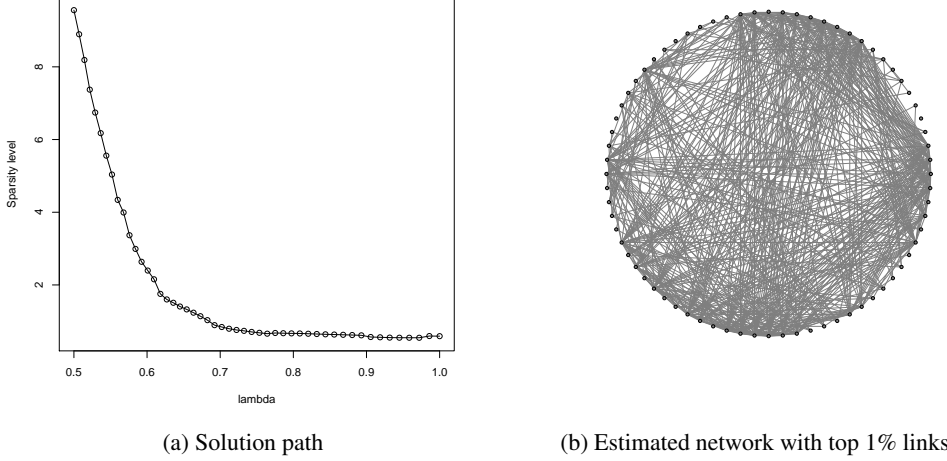 8
6
4
2
Sparsity level
0.5 0.6 0.7 0.8 0.9 1.0
lambda
(a) Solution path
(b) Estimated network with top 1% links